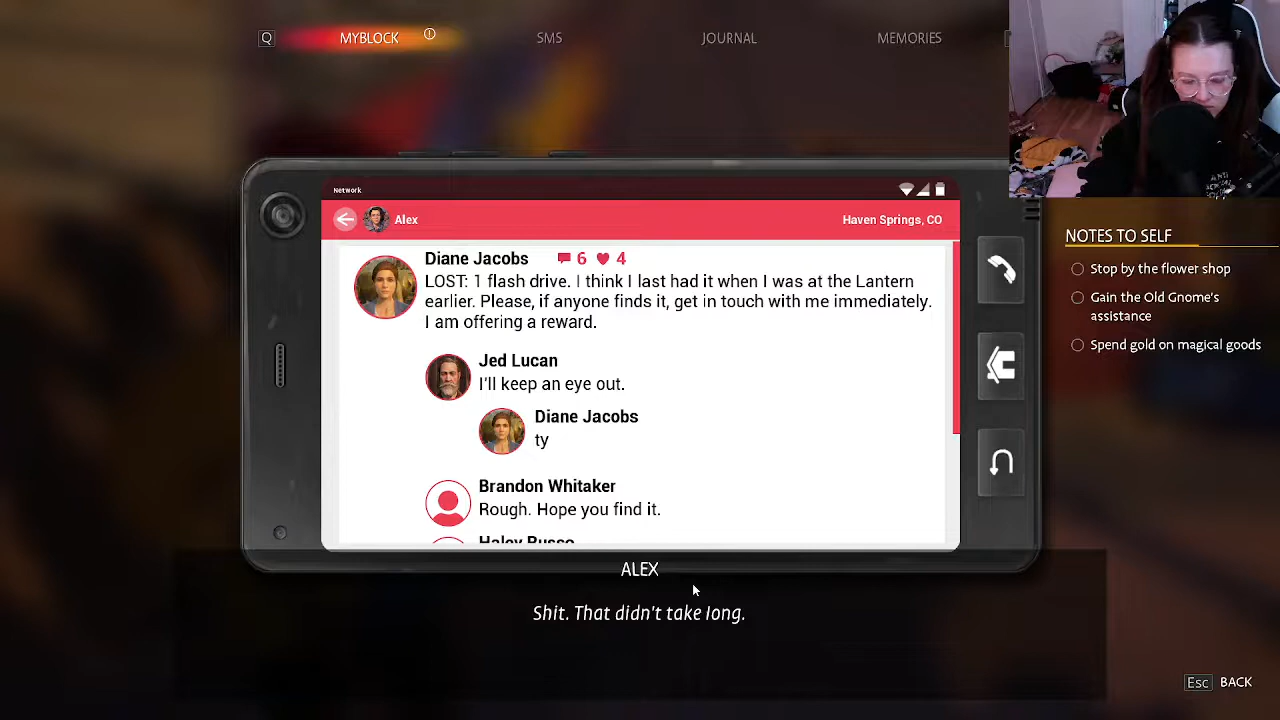 Q MYBLOCK SMS JOURNAL MEMORIES
Network
Alex Haven Springs, CO
Diane Jacobs 6 4
LOST: 1 flash drive. I think I last had it when I was at the Lantern
earlier. Please, if anyone finds it, get in touch with me immediately.
I am offering a reward.
Jed Lucan
I'll keep an eye out.
Diane Jacobs
ty
Brandon Whitaker
Rough. Hope you find it.
Haley Russo
NOTES TO SELF
Stop by the flower shop
Gain the Old Gnome's
assistance
Spend gold on magical goods
ALEX
Shit. That didn't take long.
Esc BACK